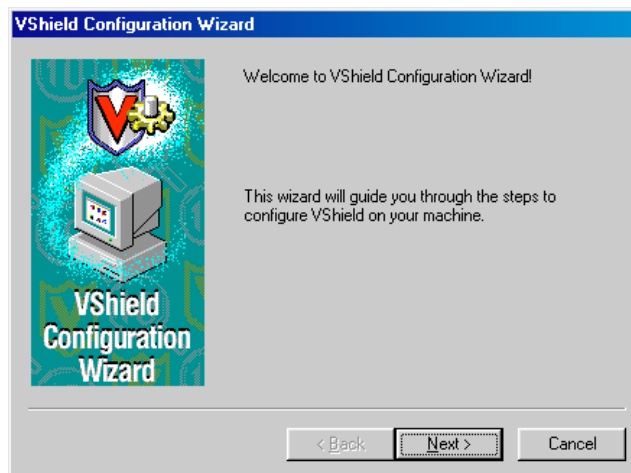 VShield Configuration Wizard
Welcome to VShield Configuration Wizard!
This wizard will guide you through the steps to
configure VShield on your machine.
V
VShield
Configuration
Wizard
< Back
Next >
Cancel